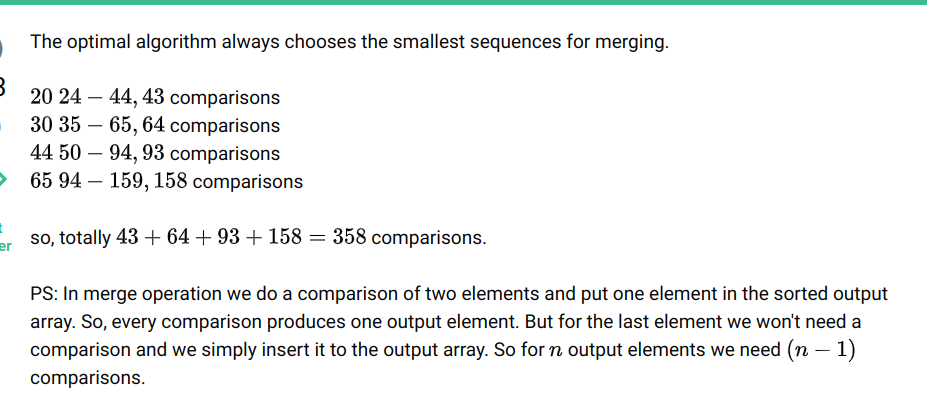 The optimal algorithm always chooses the smallest sequences for merging.
3
20 24 – 44, 43 comparisons
30 35 – 65, 64 comparisons
44 50 – 94, 93 comparisons
65 94 – 159, 158 comparisons
so, totally 43 + 64 + 93 + 158 = 358 comparisons.
er
PS: In merge operation we do a comparison of two elements and put one element in the sorted output
array. So, every comparison produces one output element. But for the last element we won't need a
comparison and we simply insert it to the output array. So for n output elements we need (n – 1)
comparisons.